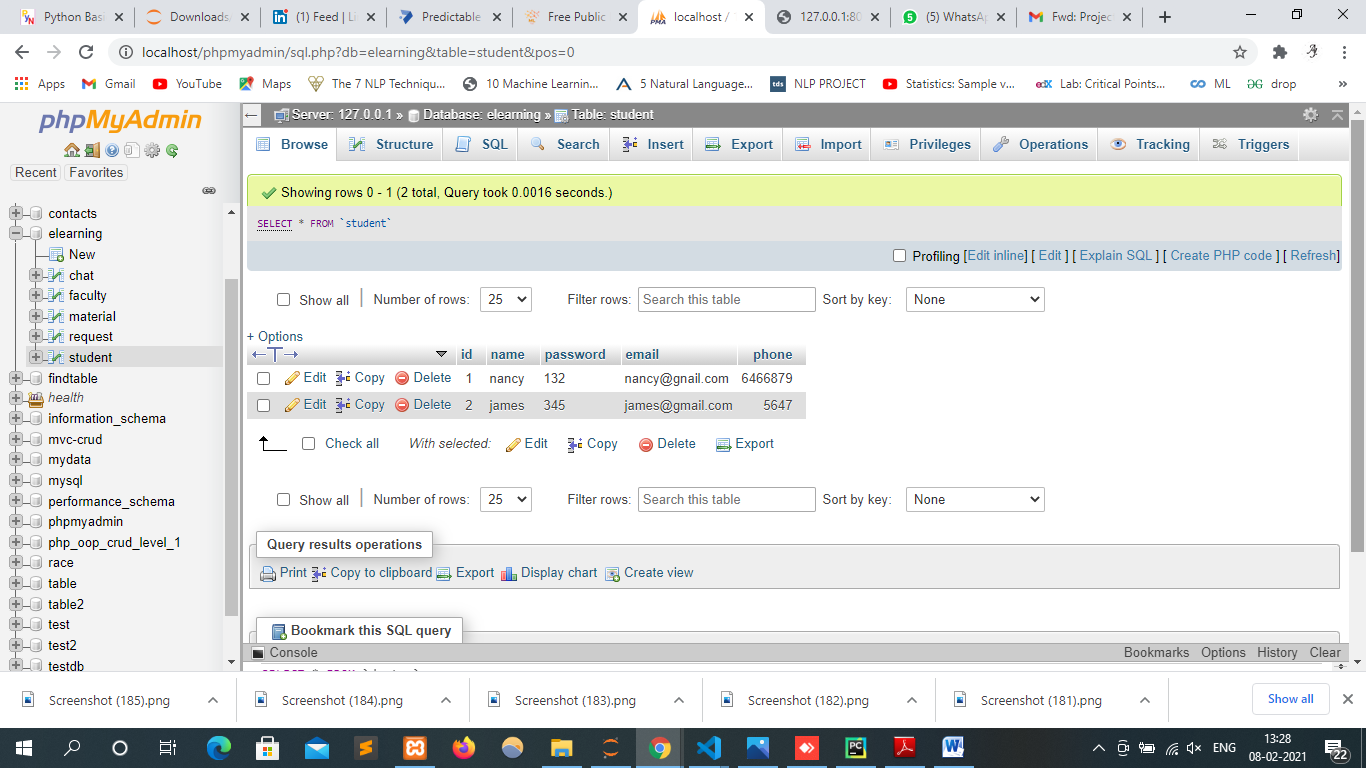 Python Bas
Downloads,
(1) Feed | Li
Predictable
Free Public
localhost /
127.0.0.1:80
(5) WhatsA
Fwd: Projec
localhost/phpmyadmin/sql.php?db=elearning&table=student&pos=0
Apps
Gmail
YouTube
Maps
The 7 NLP Techniqu...
10 Machine Learnin...
5 Natural Language...
NLP PROJECT
Statistics: Sample v...
Lab: Critical Points...
ML
drop
phpMyAdmin
Recent
Favorites
contacts
elearning
New
chat
faculty
material
request
student
findtable
health
information_schema
mvc-crud
mydata
mysql
performance_schema
phpmyadmin
php_oop_crud_level_1
race
table
table2
test
test2
testdb
Server: 127.0.0.1 » Database: elearning » Table: student
Browse
Structure
SQL
Search
Insert
Export
Import
Privileges
Operations
Tracking
Triggers
Showing rows 0 - 1 (2 total, Query took 0.0016 seconds.)
SELECT * FROM `student`
Profiling [Edit inline] [ Edit ] [ Explain SQL ] [ Create PHP code ] [ Refresh]
Show all | Number of rows: 25 Filter rows: Search this table Sort by key: None
+ Options
id name password email phone
Edit Copy Delete 1 nancy 132 nancy@gnail.com 6466879
Edit Copy Delete 2 james 345 james@gmail.com 5647
Check all With selected: Edit Copy Delete Export
Show all | Number of rows: 25 Filter rows: Search this table Sort by key: None
Query results operations
Print Copy to clipboard Export Display chart Create view
Bookmark this SQL query
Console
Bookmarks Options History Clear
Screenshot (185).png
Screenshot (184).png
Screenshot (183).png
Screenshot (182).png
Screenshot (181).png
Show all
ENG
13:28
08-02-2021
22